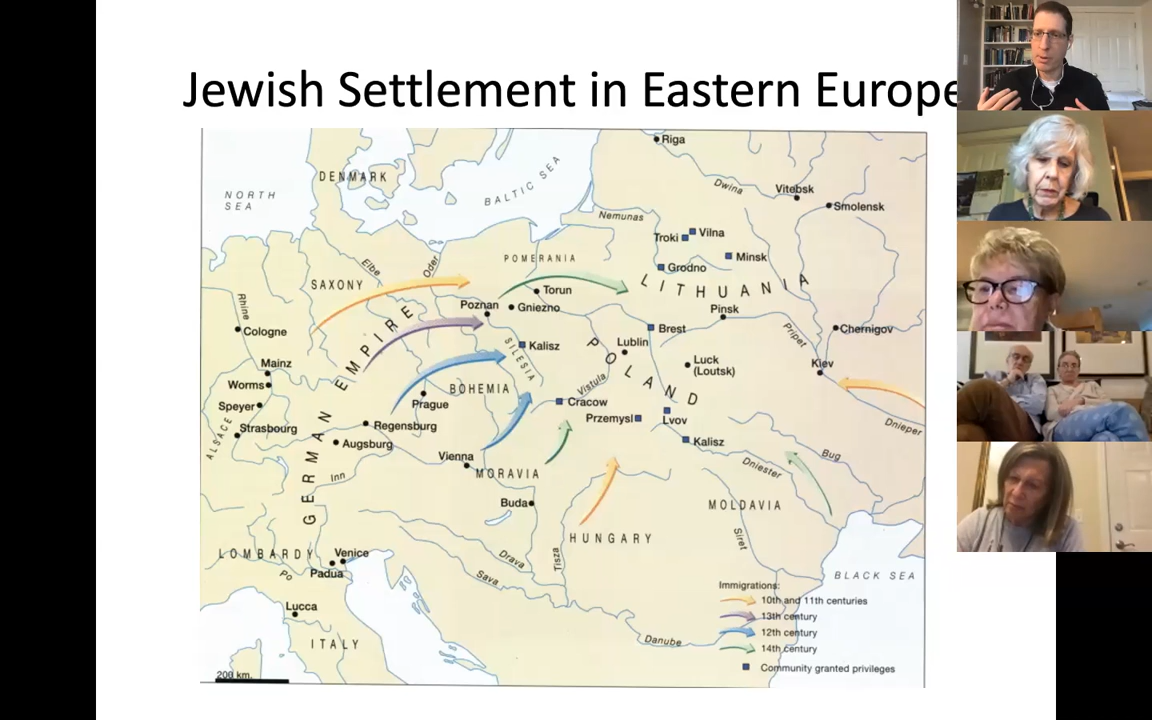 Jewish Settlement in Eastern Europe
Riga
DENMARK
NORTH
SEA
BALTIC SEA
Dwina
Vitebsk
Smolensk
Nemunas
Troki
Vilna
Minsk
Grodno
LITHUANIA
POMERANIA
Elbe
Oder
SAXONY
Torun
Poznan
Gniezno
Pinsk
Rhine
Cologne
Brest
Pripet
Chernigov
Kalisz
SILESIA
Lublin
POLAND
Luck
(Loutsk)
Kiev
Mainz
Worms
Speyer
Strasbourg
ALSACE
GERMAN EMPIRE
BOHEMIA
Prague
Vistula
Cracow
Przemysl
Lvov
Dnieper
Regensburg
Augsburg
Kalisz
Vienna
MORAVIA
Inn
Bug
Dniester
Buda
MOLDAVIA
HUNGARY
Siret
LOMBARDY
Venice
Padua
Po
Drava
Tisza
Sava
BLACK SEA
Lucca
ITALY
Danube
200 km.
Immigrations:
10th and 11th centuries
13th century
12th century
14th century
Community granted privileges